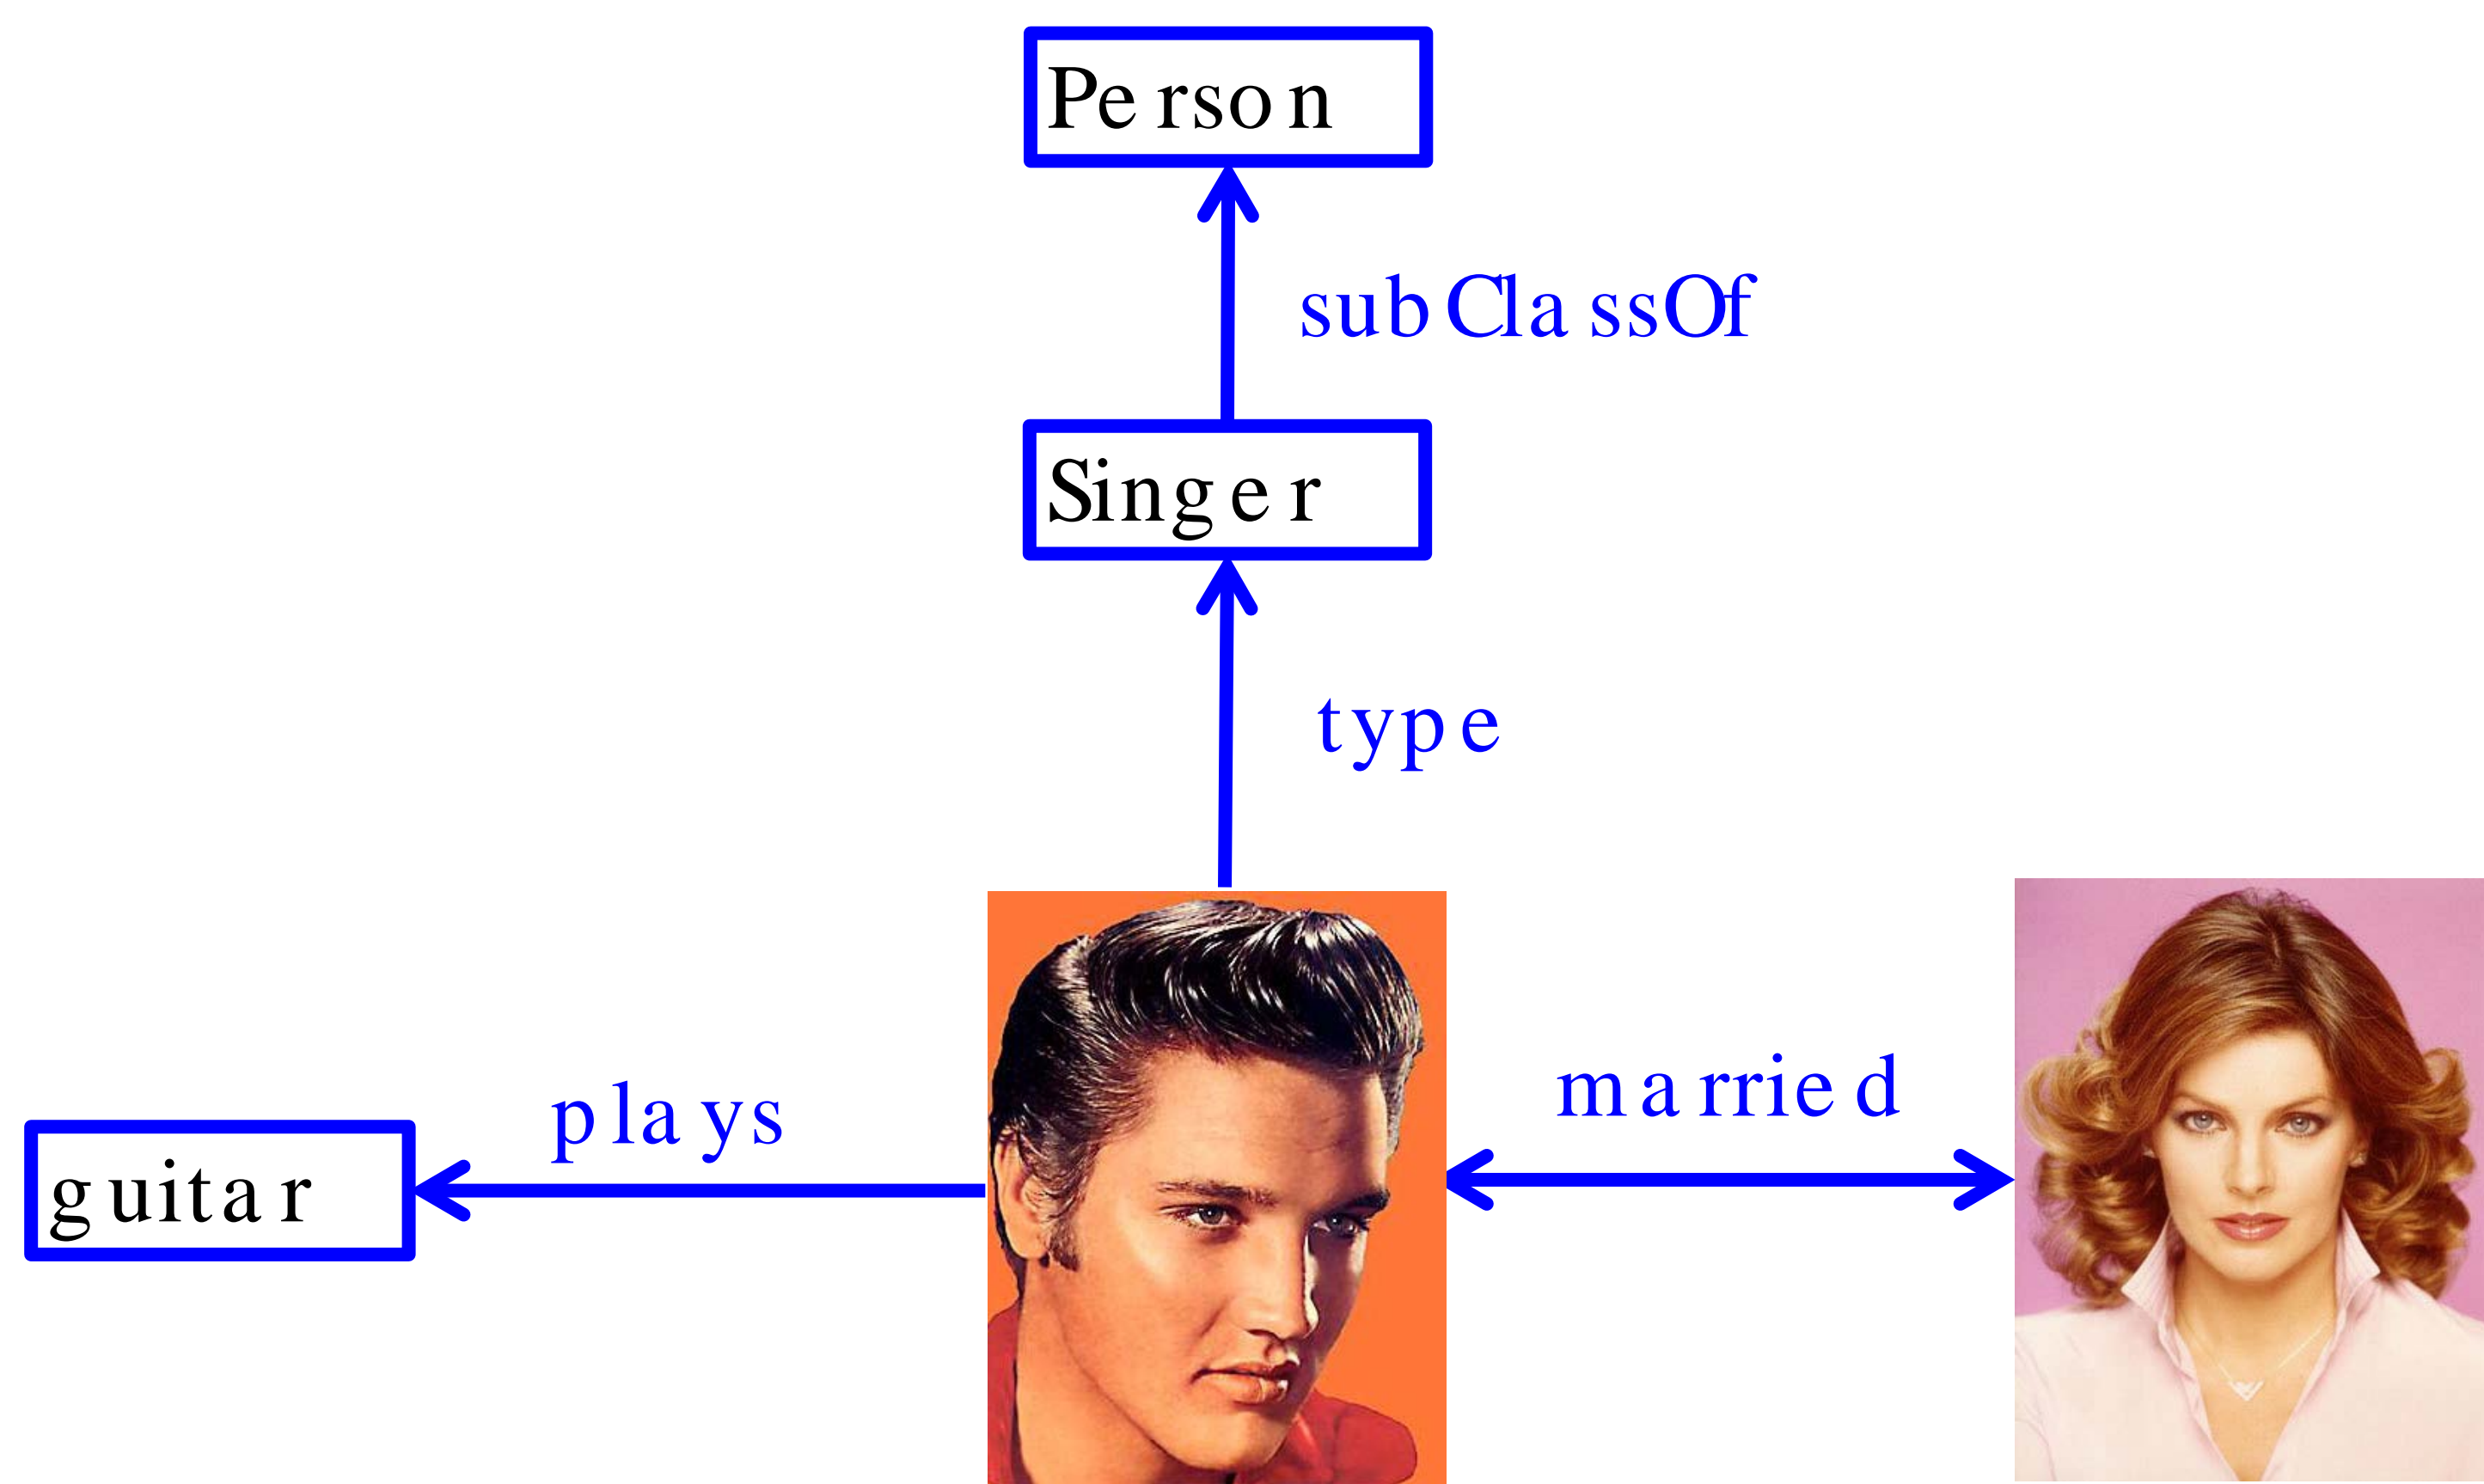 Person
subClassOf
Singer
type
plays
married
guitar